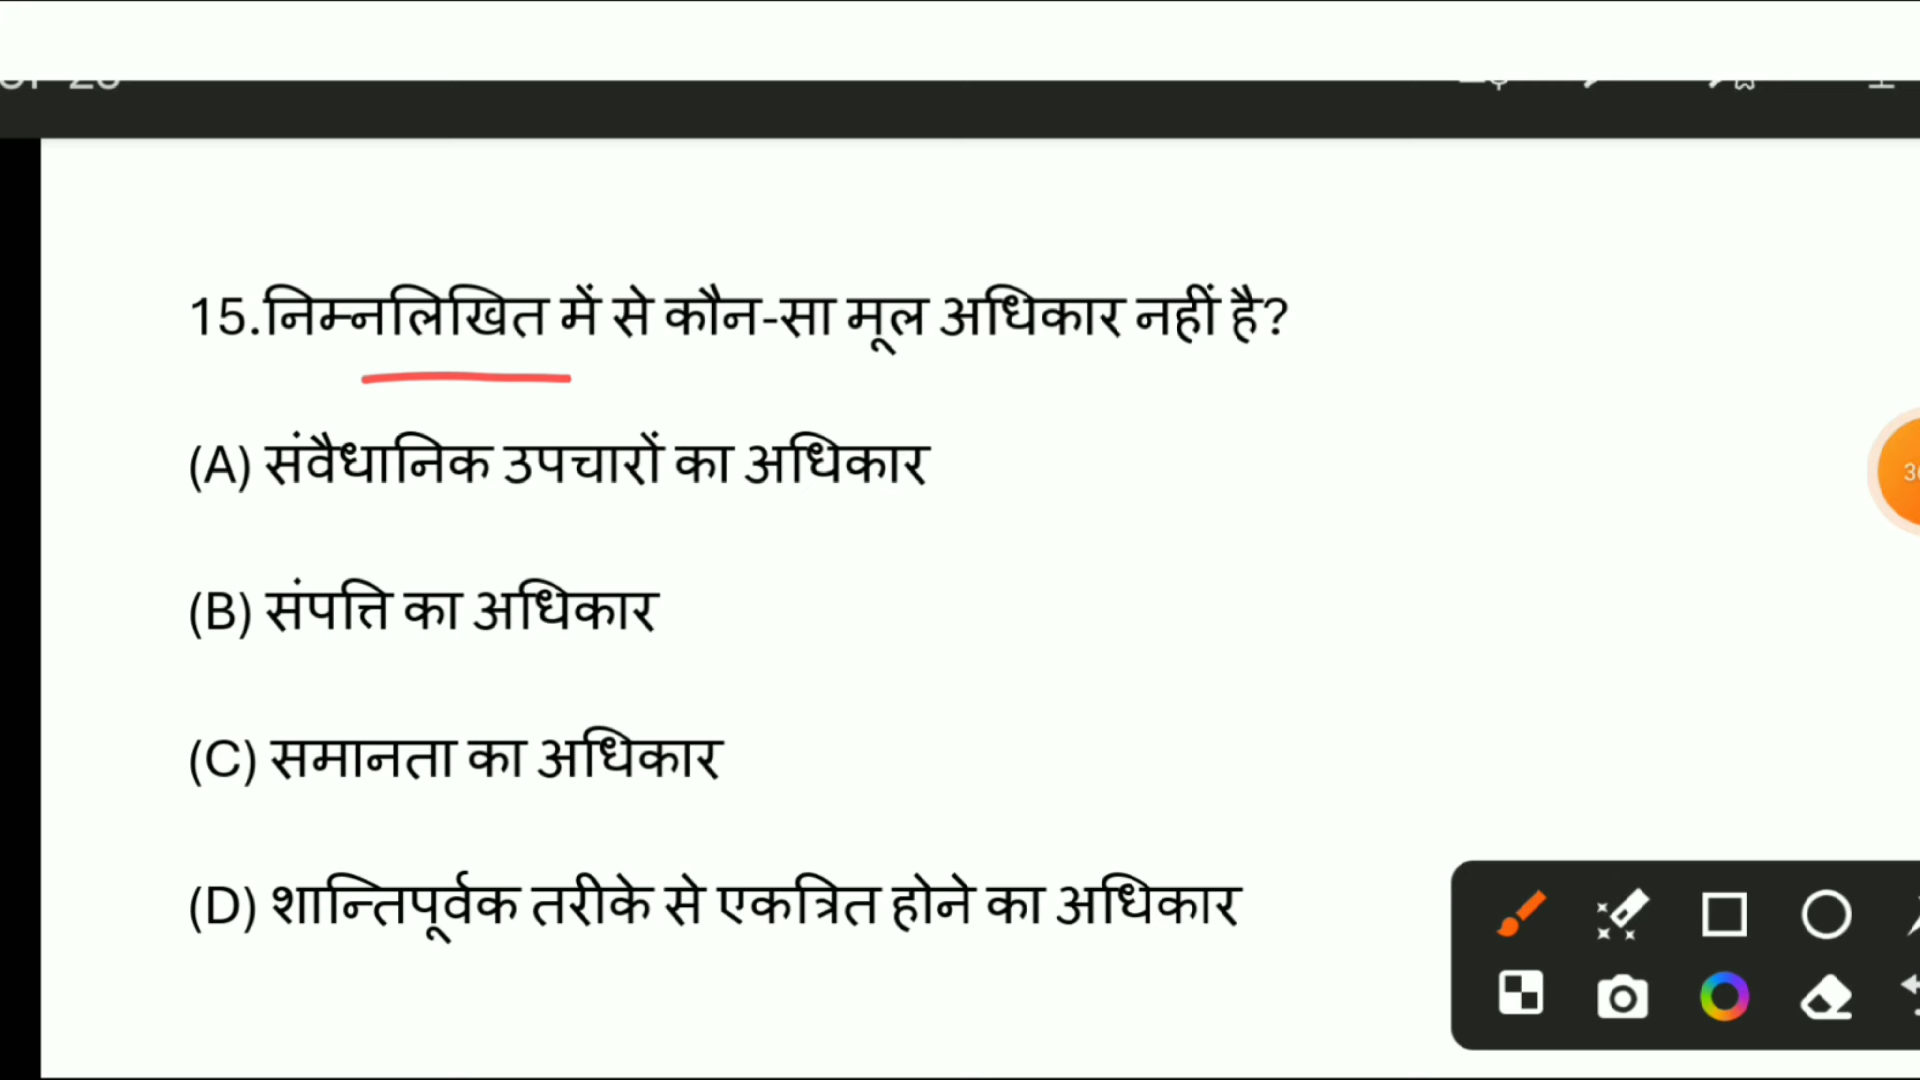 15.निम्नलिखित में से कौन-सा मूल अधिकार नहीं है?
(A) संवैधानिक उपचारों का अधिकार
(B) संपत्ति का अधिकार
(C) समानता का अधिकार
(D) शान्तिपूर्वक तरीके से एकत्रित होने का अधिकार